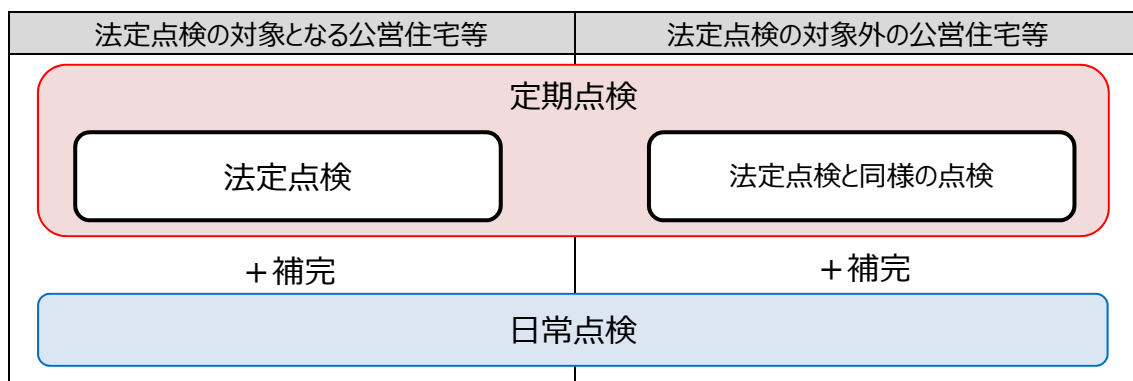 法定点検の対象となる公営住宅等
法定点検の対象外の公営住宅等
定期点検
法定点検
法定点検と同様の点検
＋補完
＋補完
日常点検